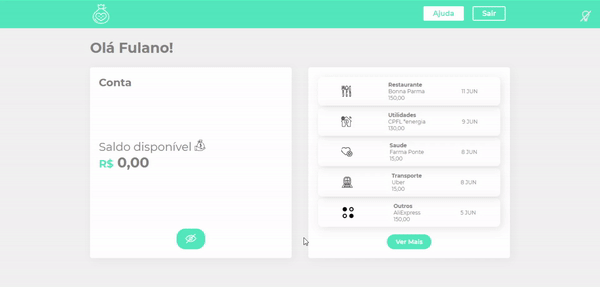 Ajuda
Sair
Olá Fulano!
Conta
Saldo disponível
R$ 0,00
Restaurante
Bonna Parma
150,00
11 JUN
Utilidades
CPFL *energia
130,00
9 JUN
Saude
Farma Ponte
15,00
8 JUN
Transporte
Uber
15,00
8 JUN
Outros
AliExpress
150,00
5 JUN
Ver Mais